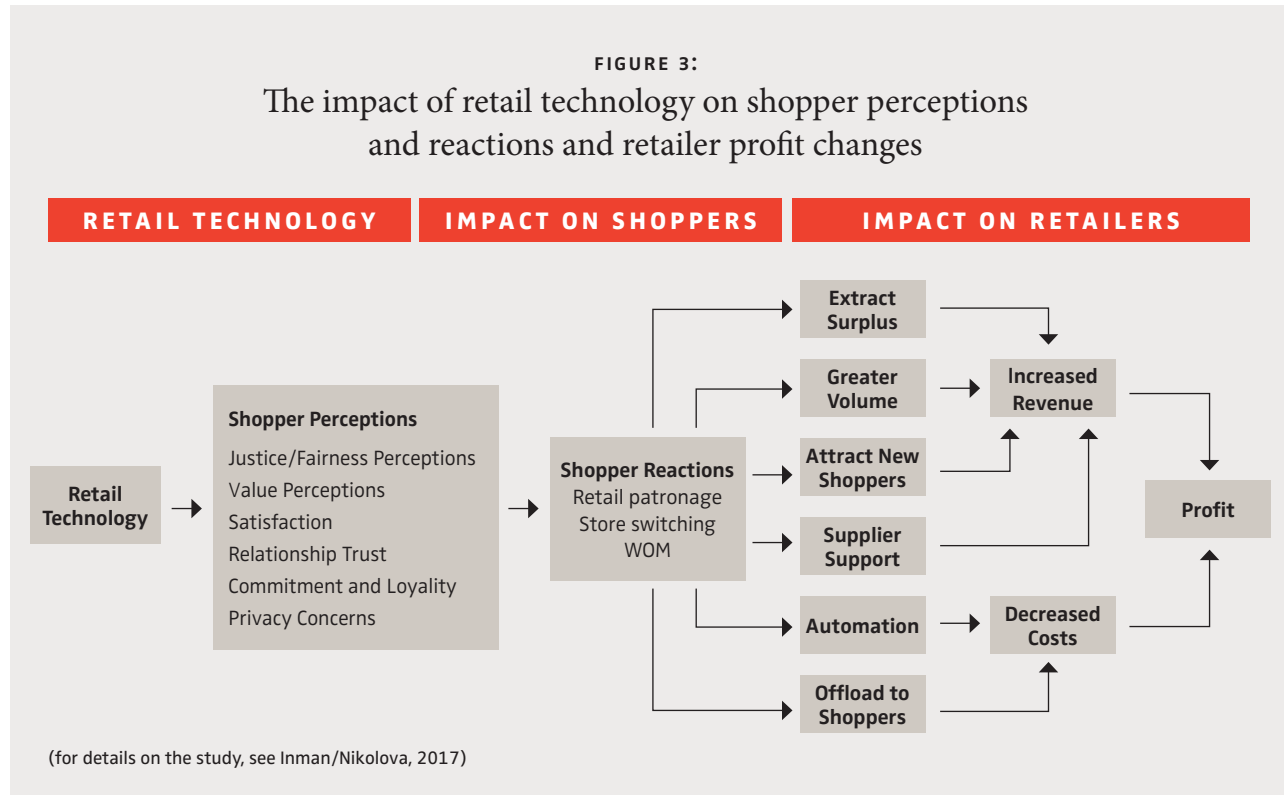 FIGURE 3:
The impact of retail technology on shopper perceptions
and reactions and retailer profit changes
RETAIL TECHNOLOGY
IMPACT ON SHOPPERS
IMPACT ON RETAILERS
Retail
Technology
Shopper Perceptions
Justice/Fairness Perceptions
Value Perceptions
Satisfaction
Relationship Trust
Commitment and Loyality
Privacy Concerns
Shopper Reactions
Retail patronage
Store switching
WOM
Extract
Surplus
Greater
Volume
Attract New
Shoppers
Supplier
Support
Automation
Offload to
Shoppers
Increased
Revenue
Decreased
Costs
Profit
(for details on the study, see Inman/Nikolova, 2017)